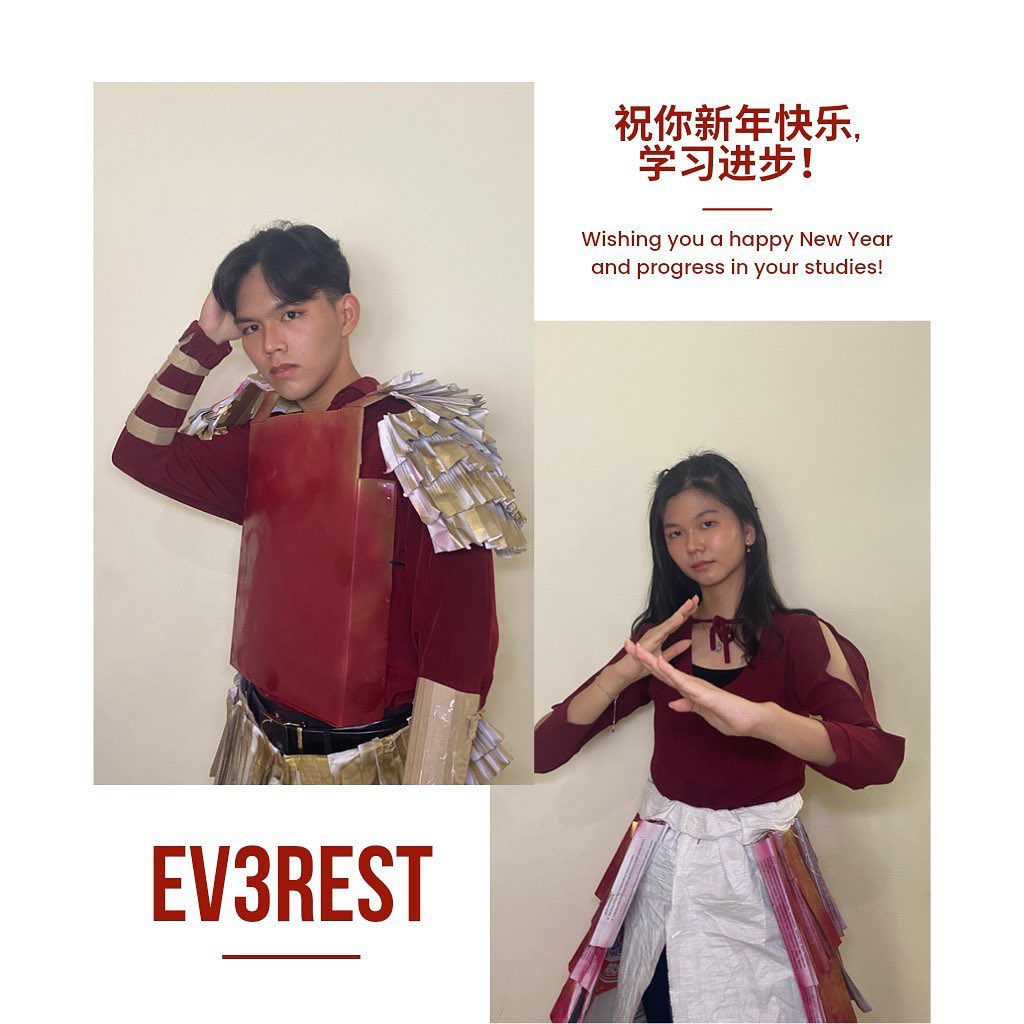 祝你新年快乐,
学习进步！
Wishing you a happy New Year
and progress in your studies!
EV3REST